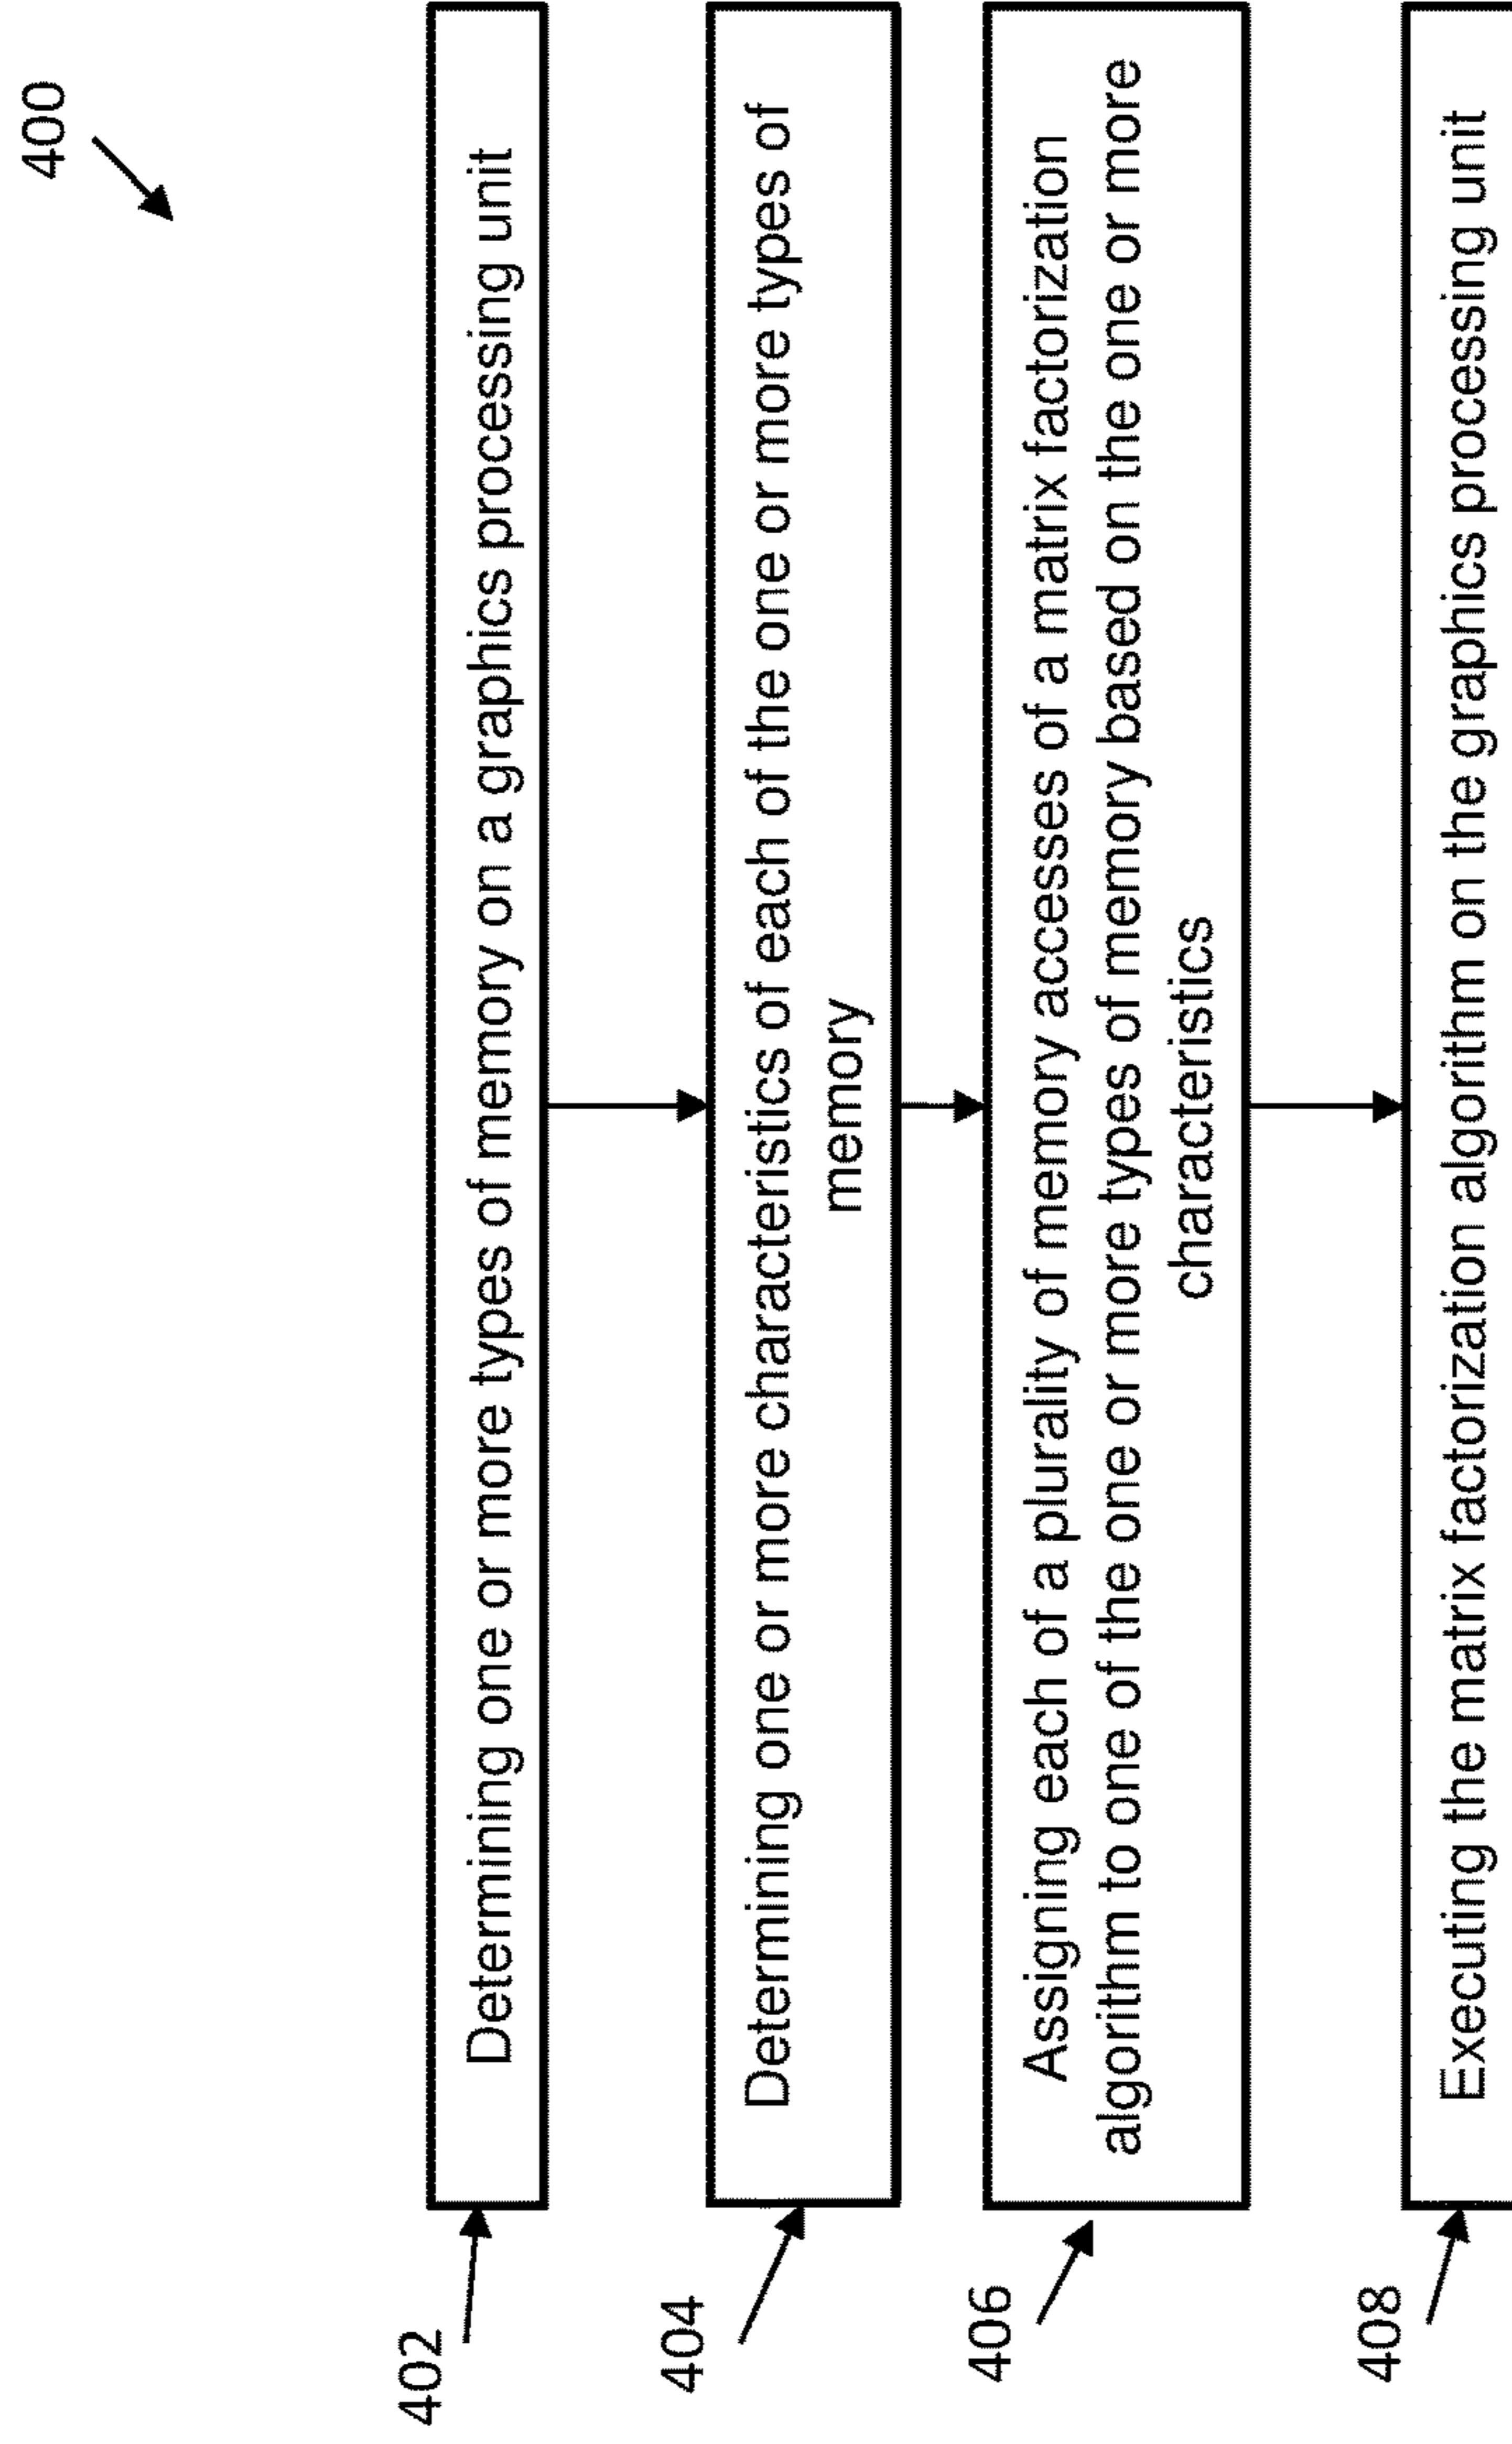 400
402
Determining one or more types of memory on a graphics processing unit
404
Determining one or more characteristics of each of the one or more types of
memory
406
Assigning each of a plurality of memory accesses of a matrix factorization
algorithm to one of the one or more types of memory based on the one or more
characteristics
408
Executing the matrix factorization algorithm on the graphics processing unit